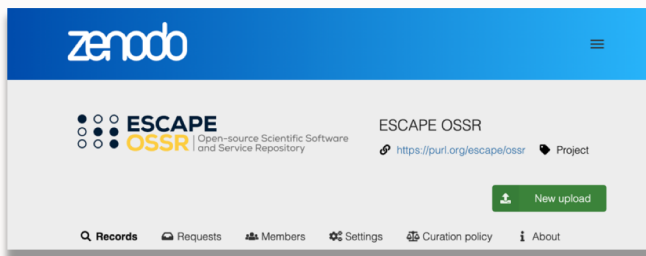 zenodo
ESCAPE
OSSR
Open-source Scientific Software
and Service Repository
ESCAPE OSSR
https://purl.org/escape/ossr Project
New upload
Records Requests Members Settings Curation policy About